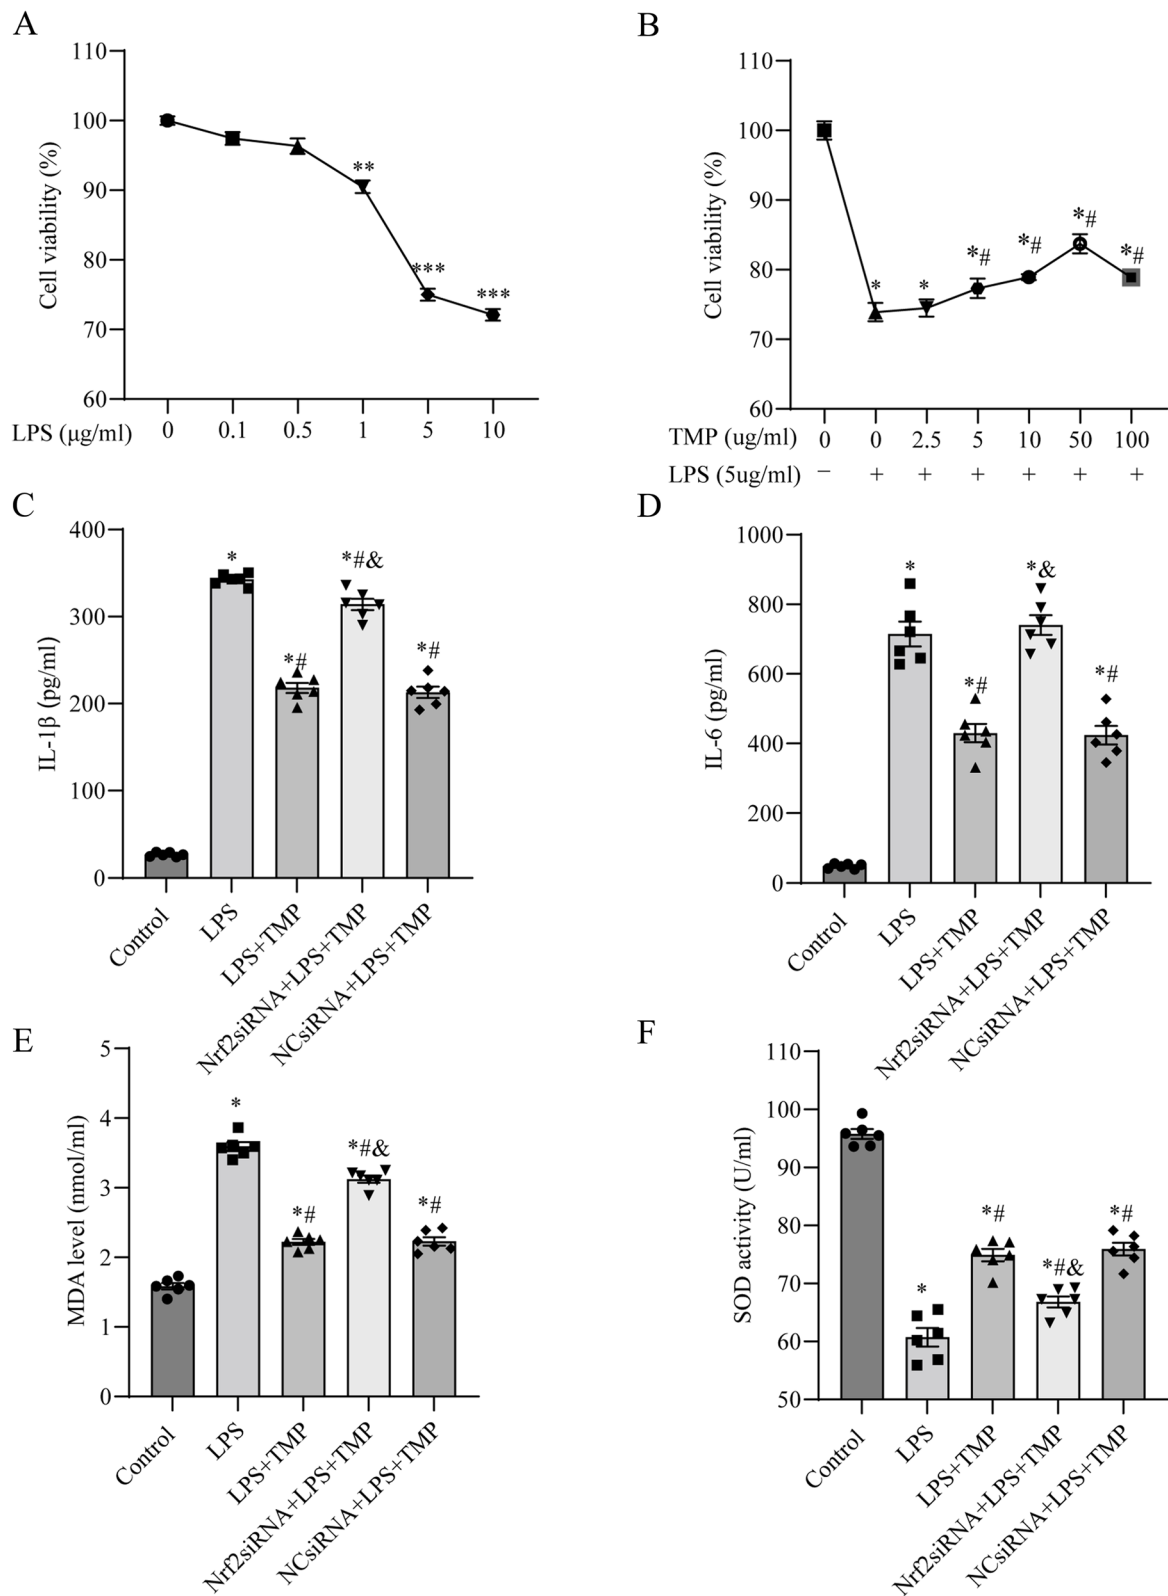 A
110
100
90
80
70
60
Cell viability (%)
**
***
***
LPS (μg/ml) 0 0.1 0.5 1 5 10
B
110
100
90
80
70
60
Cell viability (%)
*
*
*#
*#
*#
*#
TMP (ug/ml) 0 0 2.5 5 10 50 100
LPS (5ug/ml) − + + + + + +
C
400
300
200
100
0
IL-1β (pg/ml)
*
*#
*#&
*#
Control
LPS
LPS+TMP
Nrf2siRNA+LPS+TMP
NCsiRNA+LPS+TMP
D
1000
800
600
400
200
0
IL-6 (pg/ml)
*
*#
*&
*#
Control
LPS
LPS+TMP
Nrf2siRNA+LPS+TMP
NCsiRNA+LPS+TMP
E
5
4
3
2
1
0
MDA level (nmol/ml)
*
*#
*#&
*#
Control
LPS
LPS+TMP
Nrf2siRNA+LPS+TMP
NCsiRNA+LPS+TMP
F
110
100
90
80
70
60
50
SOD activity (U/ml)
*
*#
*#&
*#
Control
LPS
LPS+TMP
Nrf2siRNA+LPS+TMP
NCsiRNA+LPS+TMP